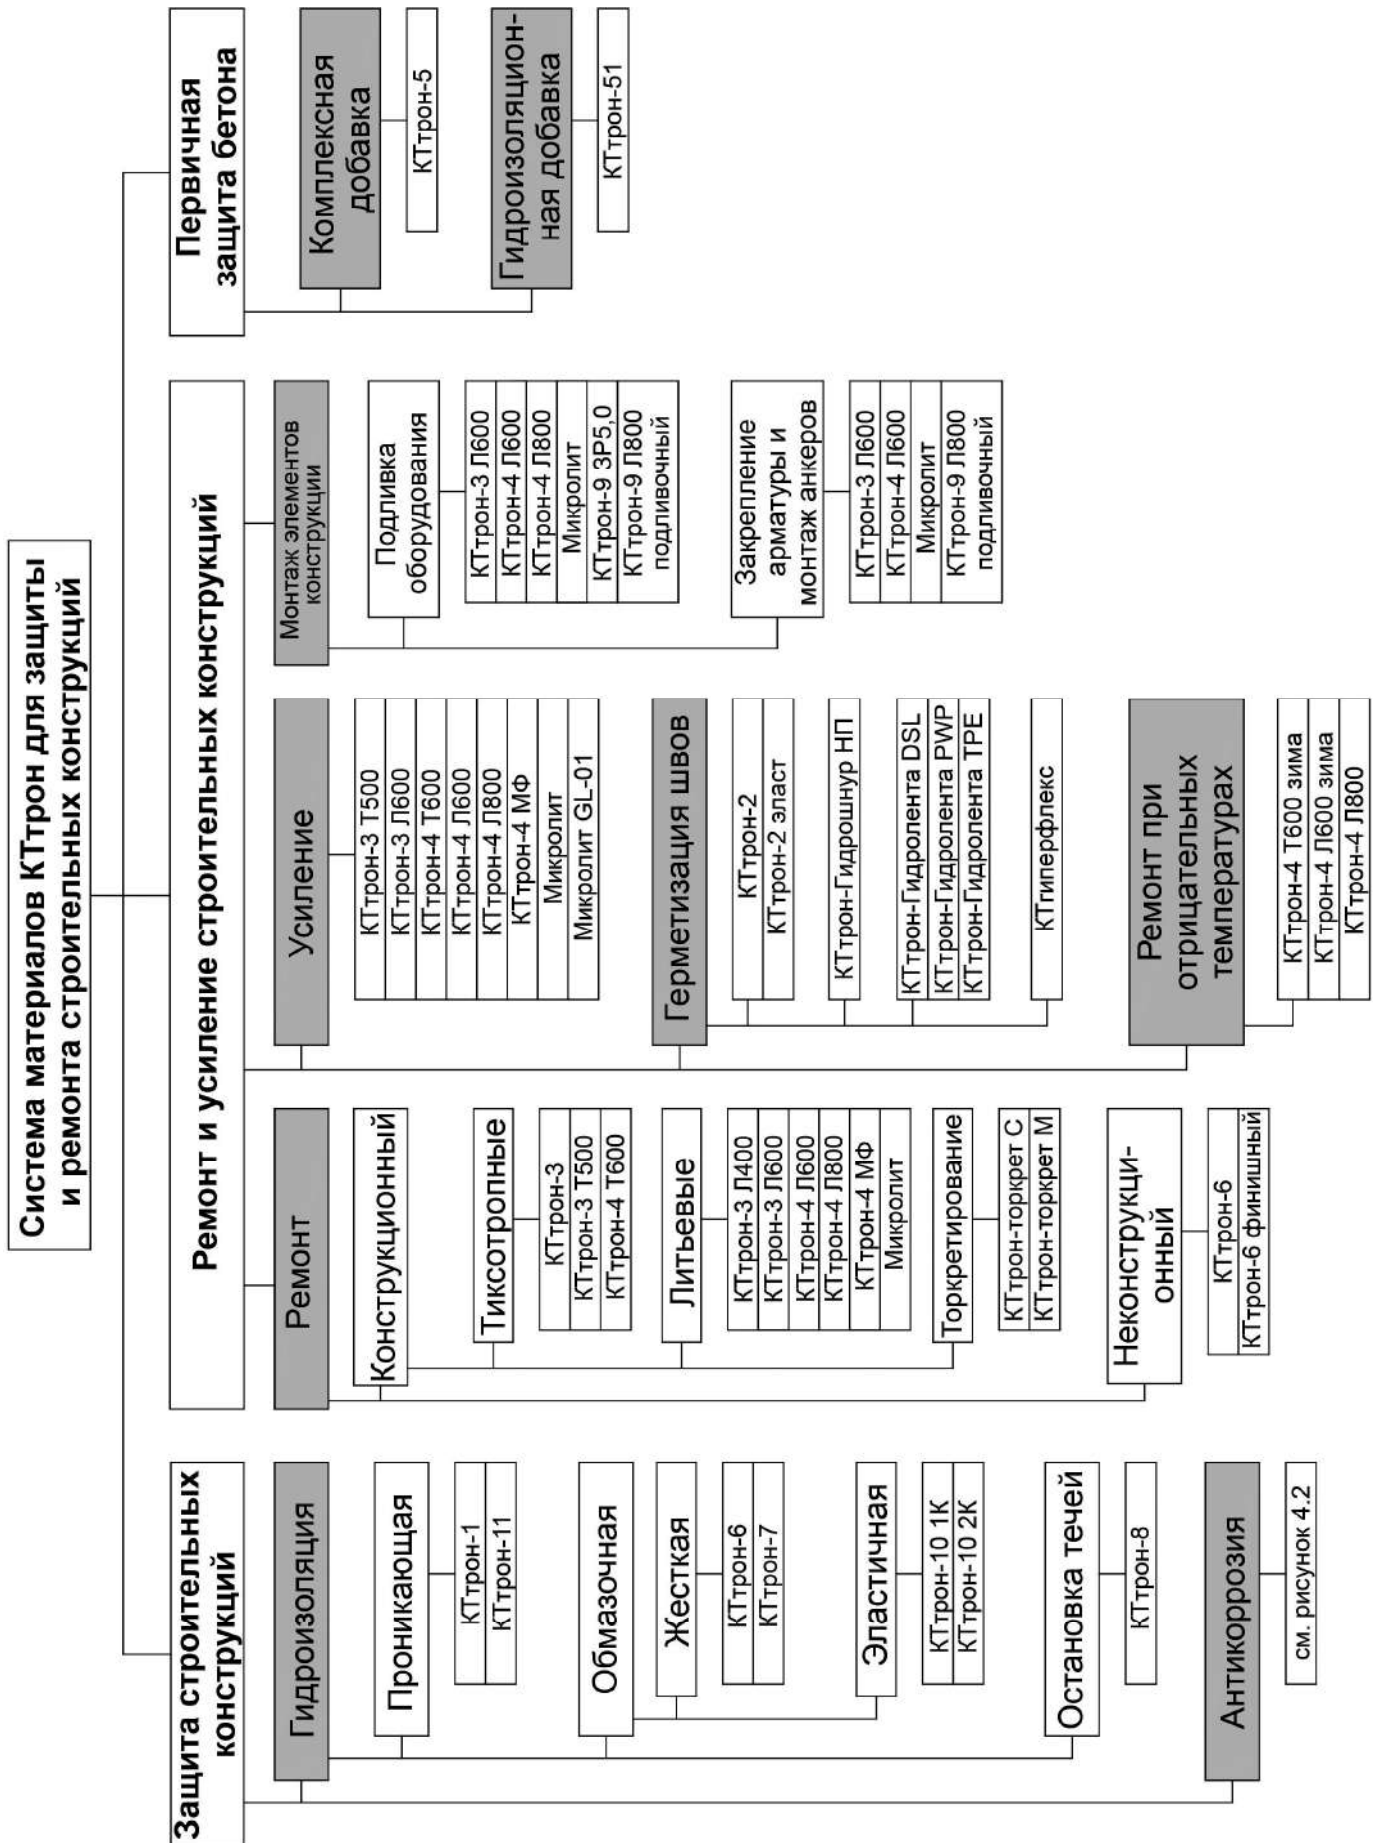 Система материалов КТтрон для защиты
и ремонта строительных конструкций
Защита строительных
конструкций
Гидроизоляция
Проникающая
КТтрон-1
КТтрон-11
Обмазочная
Жесткая
КТтрон-6
КТтрон-7
Эластичная
КТтрон-10 1К
КТтрон-10 2К
Остановка течей
КТтрон-8
Антикоррозия
см. рисунок 4.2
Ремонт и усиление строительных конструкций
Ремонт
Конструкционный
Тиксотропные
КТтрон-3
КТтрон-3 Т500
КТтрон-4 Т600
Литьевые
КТтрон-3 Л400
КТтрон-3 Л600
КТтрон-4 Л600
КТтрон-4 Л800
КТтрон-4 МФ
Микролит
Торкретирование
КТтрон-торкрет С
КТтрон-торкрет М
Неконструкци-
онный
КТтрон-6
КТтрон-6 финишный
Усиление
КТтрон-3 Т500
КТтрон-3 Л600
КТтрон-4 Т600
КТтрон-4 Л600
КТтрон-4 Л800
КТтрон-4 МФ
Микролит
Микролит GL-01
Герметизация швов
КТтрон-2
КТтрон-2 эласт
КТтрон-Гидрошнур НП
КТтрон-Гидролента DSL
КТтрон-Гидролента PWP
КТтрон-Гидролента TPE
КТгиперфлекс
Ремонт при
отрицательных
температурах
КТтрон-4 Т600 зима
КТтрон-4 Л600 зима
КТтрон-4 Л800
Монтаж элементов
конструкции
Подливка
оборудования
КТтрон-3 Л600
КТтрон-4 Л600
КТтрон-4 Л800
Микролит
КТтрон-9 ЗР5,0
КТтрон-9 Л800
подливочный
Закрепление
арматуры и
монтаж анкеров
КТтрон-3 Л600
КТтрон-4 Л600
Микролит
КТтрон-9 Л800
подливочный
Первичная
защита бетона
Комплексная
добавка
КТтрон-5
Гидроизоляцион-
ная добавка
КТтрон-51